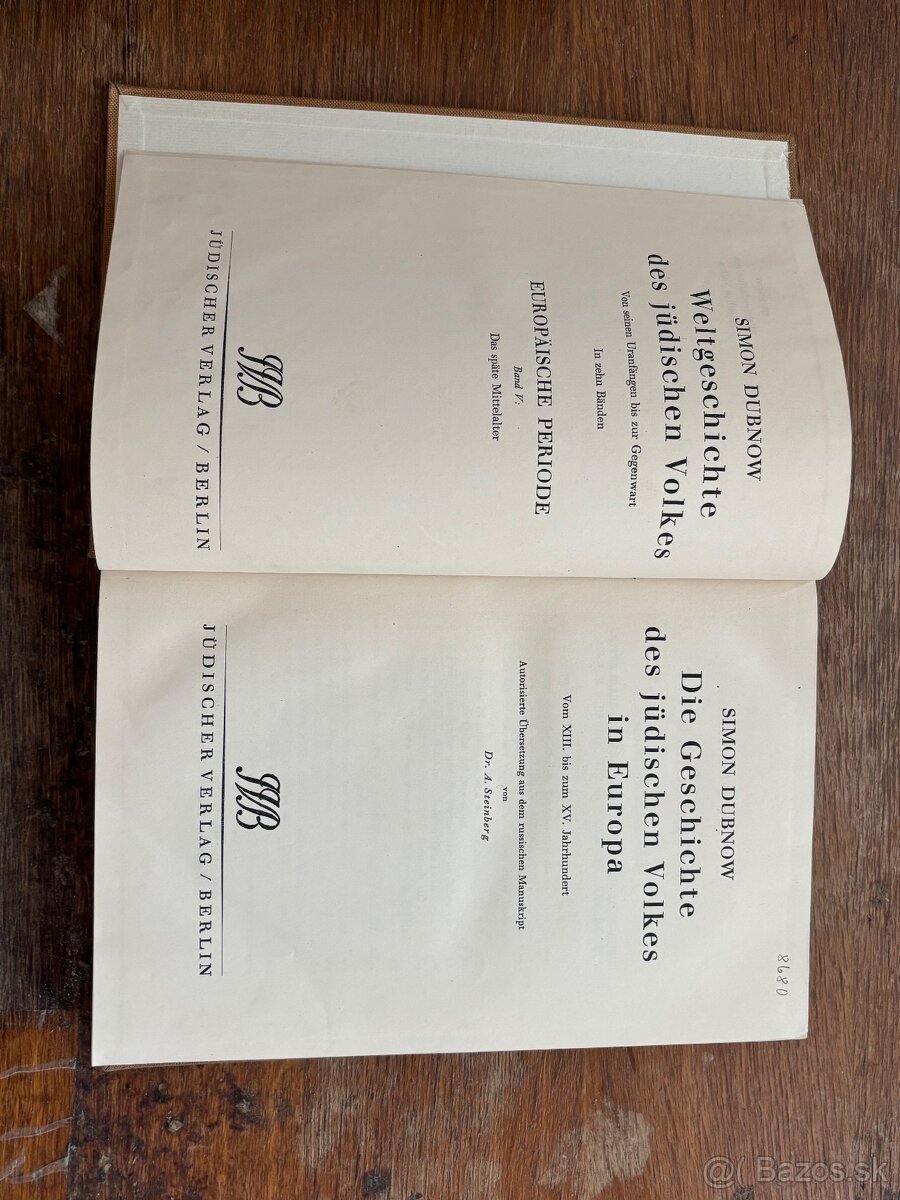 SIMON DUBNOW
Weltgeschichte
des jüdischen Volkes
Von seinen Uranfängen bis zur Gegenwart
In zehn Bänden
EUROPÄISCHE PERIODE
Band V:
Das späte Mittelalter
JVB
JÜDISCHER VERLAG / BERLIN
8680
SIMON DUBNOW
Die Geschichte
des jüdischen Volkes
in Europa
Vom XIII. bis zum XV. Jahrhundert
Autorisierte Übersetzung aus dem russischen Manuskript
von
Dr. A. Steinberg
JVB
JÜDISCHER VERLAG / BERLIN
@( Bazos.sk